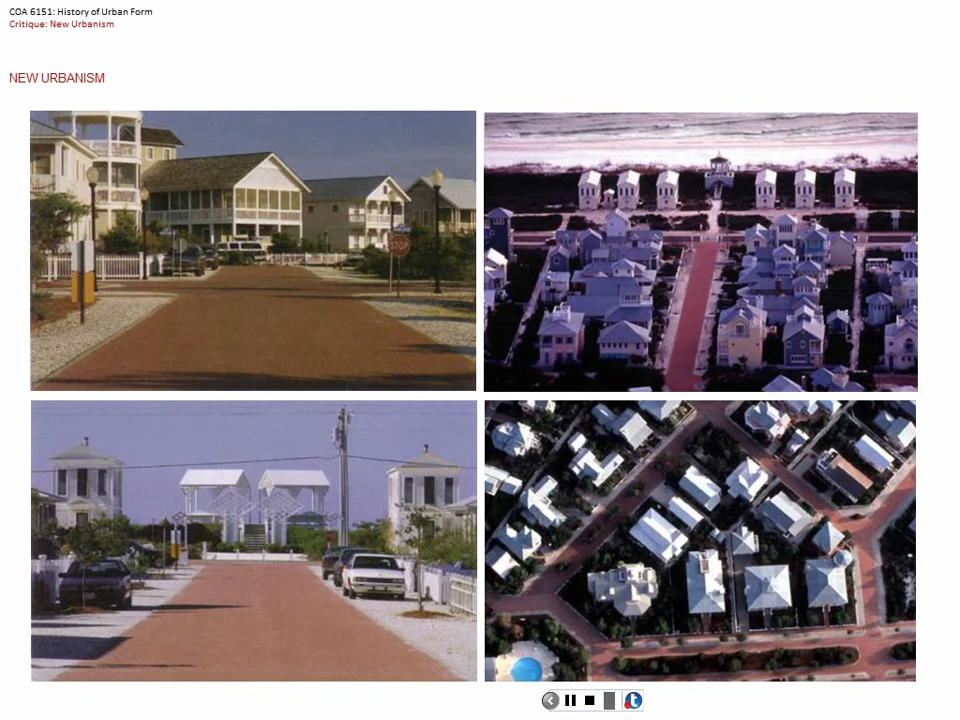 COA 6151: History of Urban Form
Critique: New Urbanism
NEW URBANISM
STOP